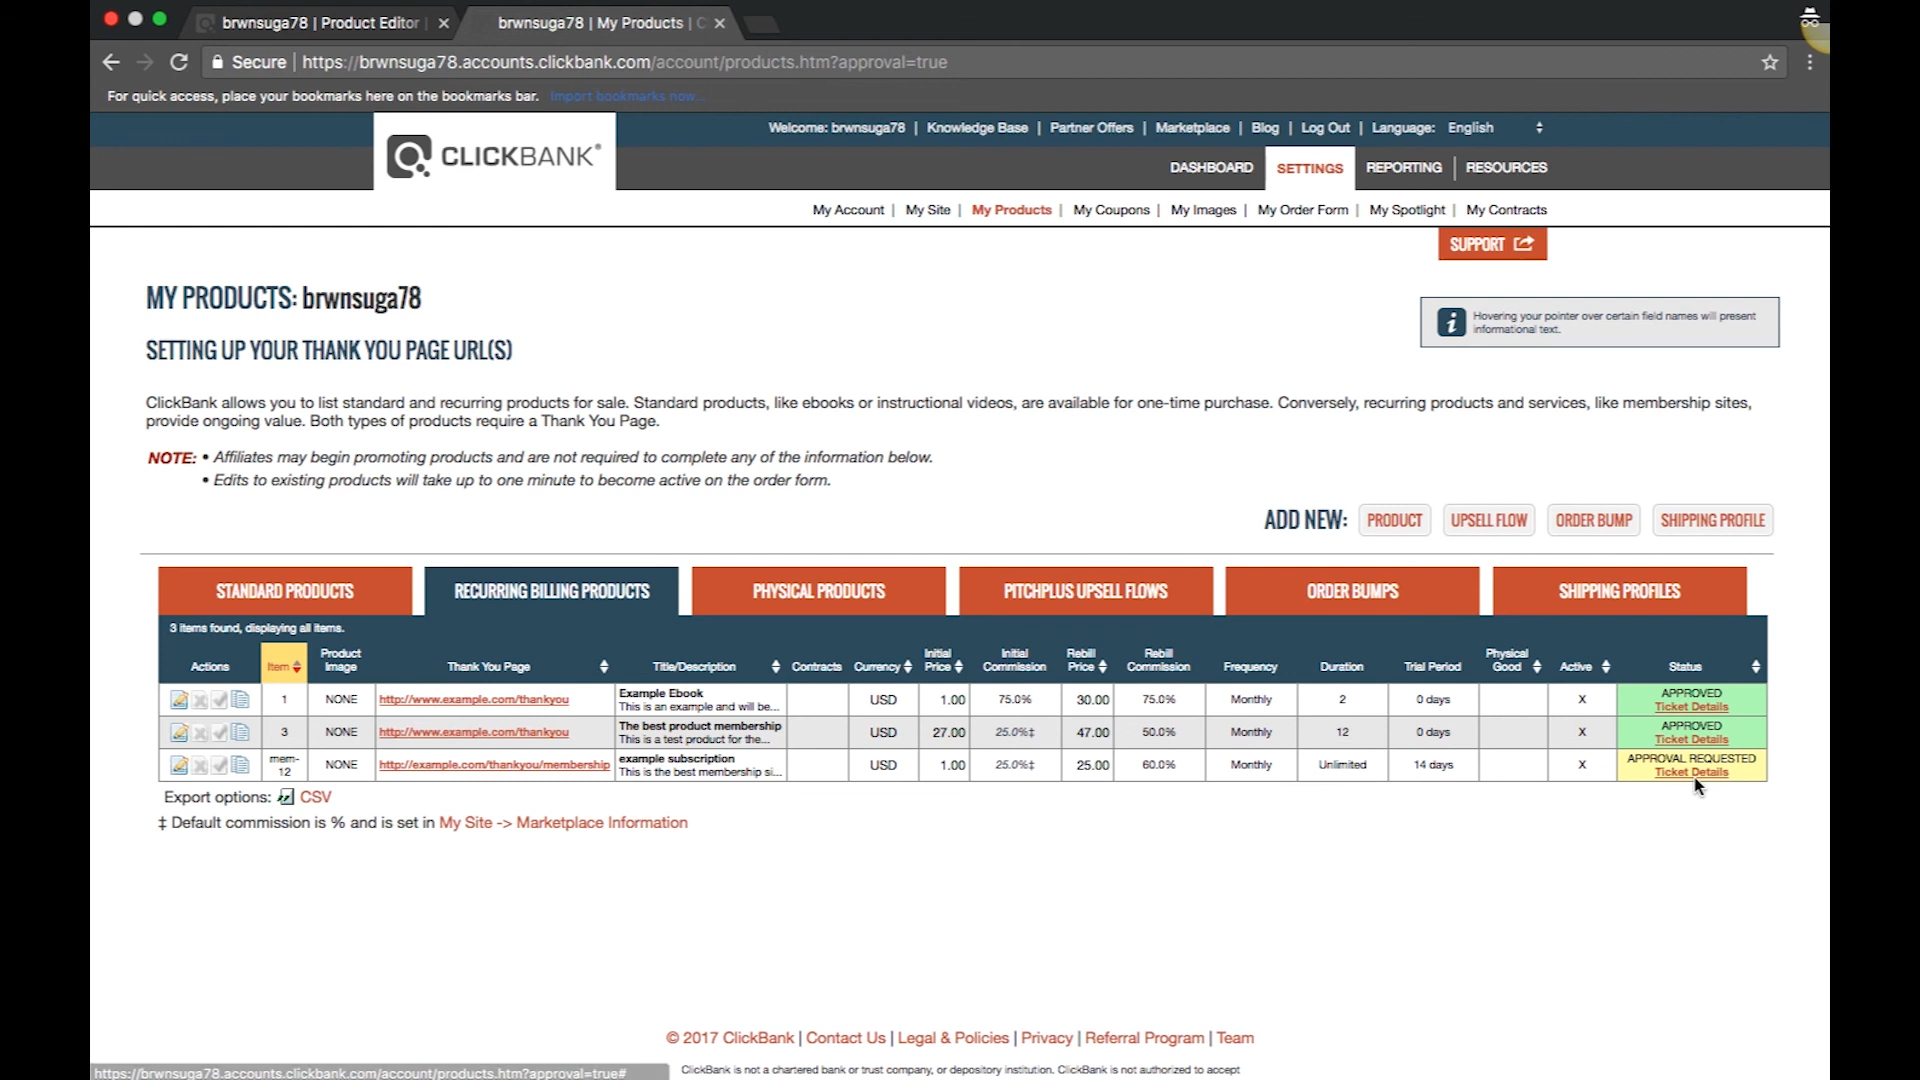 brwnsuga78 | Product Editor |
brwnsuga78 | My Products | C
Secure | https://brwnsuga78.accounts.clickbank.com/account/products.htm?approval=true
For quick access, place your bookmarks here on the bookmarks bar. Import bookmarks now...
Welcome: brwnsuga78 | Knowledge Base | Partner Offers | Marketplace | Blog | Log Out | Language: English
CLICKBANK®
DASHBOARD SETTINGS REPORTING | RESOURCES
My Account | My Site | My Products | My Coupons | My Images | My Order Form | My Spotlight | My Contracts
SUPPORT
MY PRODUCTS: brwnsuga78
i Hovering your pointer over certain field names will present
informational text.
SETTING UP YOUR THANK YOU PAGE URL(S)
ClickBank allows you to list standard and recurring products for sale. Standard products, like ebooks or instructional videos, are available for one-time purchase. Conversely, recurring products and services, like membership sites,
provide ongoing value. Both types of products require a Thank You Page.
NOTE: • Affiliates may begin promoting products and are not required to complete any of the information below.
• Edits to existing products will take up to one minute to become active on the order form.
ADD NEW: PRODUCT UPSELL FLOW ORDER BUMP SHIPPING PROFILE
STANDARD PRODUCTS RECURRING BILLING PRODUCTS PHYSICAL PRODUCTS PITCHPLUS UPSELL FLOWS ORDER BUMPS SHIPPING PROFILES
3 items found, displaying all items.
Actions Item Product Image Thank You Page Title/Description Contracts Currency Initial Price Initial Commission Rebill Price Rebill Commission Frequency Duration Trial Period Physical Good Active Status
1 NONE http://www.example.com/thankyou Example Ebook This is an example and will be... USD 1.00 75.0% 30.00 75.0% Monthly 2 0 days X APPROVED Ticket Details
3 NONE http://www.example.com/thankyou The best product membership This is a test product for the... USD 27.00 25.0%‡ 47.00 50.0% Monthly 12 0 days X APPROVED Ticket Details
mem-12 NONE http://example.com/thankyou/membership example subscription This is the best membership si... USD 1.00 25.0%‡ 25.00 60.0% Monthly Unlimited 14 days X APPROVAL REQUESTED Ticket Details
Export options: CSV
‡ Default commission is % and is set in My Site -> Marketplace Information
© 2017 ClickBank | Contact Us | Legal & Policies | Privacy | Referral Program | Team
ClickBank is not a chartered bank or trust company, or depository institution. ClickBank is not authorized to accept
https://brwnsuga78.accounts.clickbank.com/account/products.htm?approval=true#